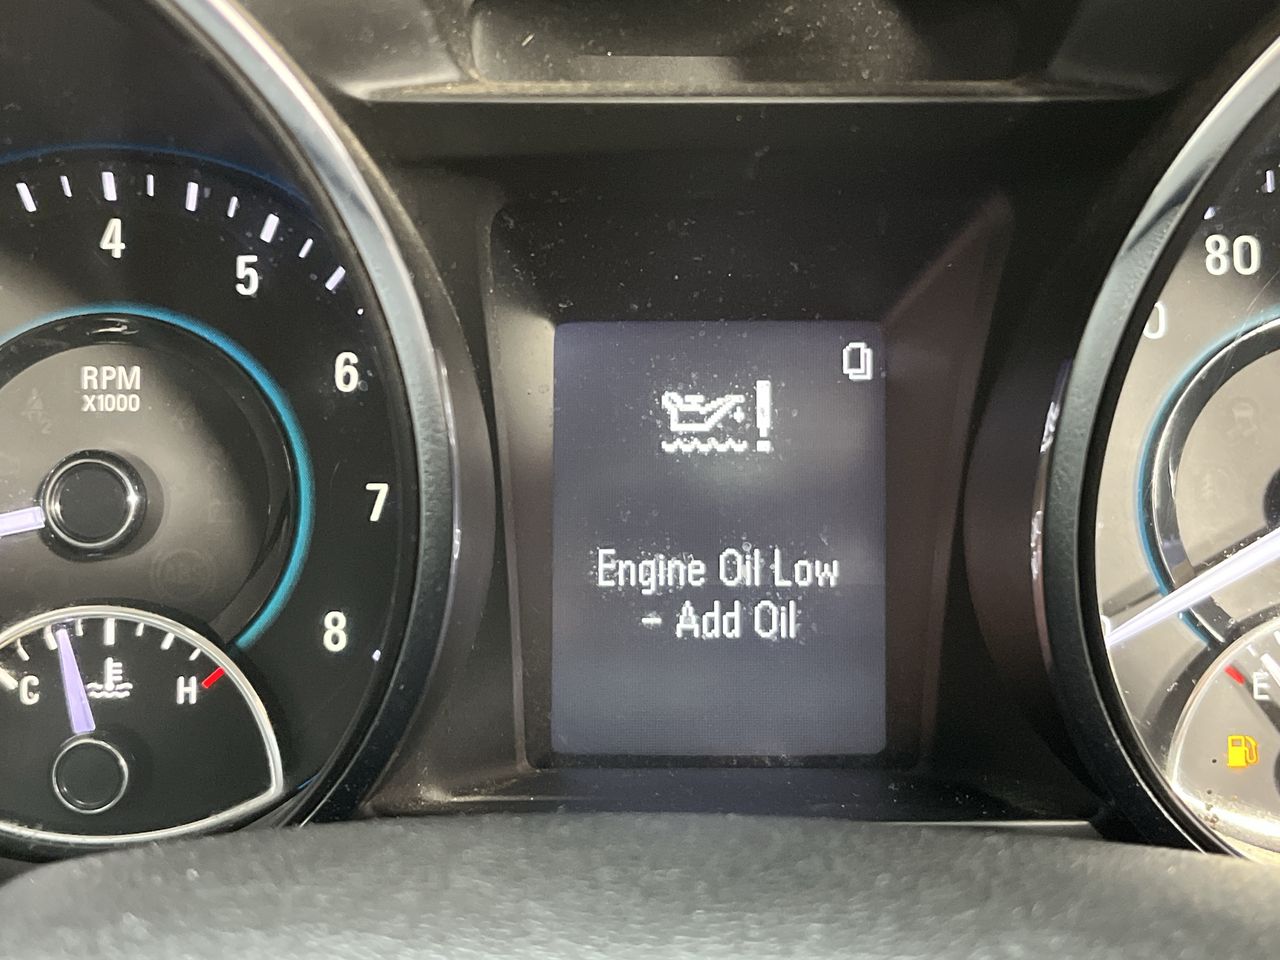 4
5
6
7
8
RPM
X1000
C
H
Engine Oil Low
- Add Oil
80
E